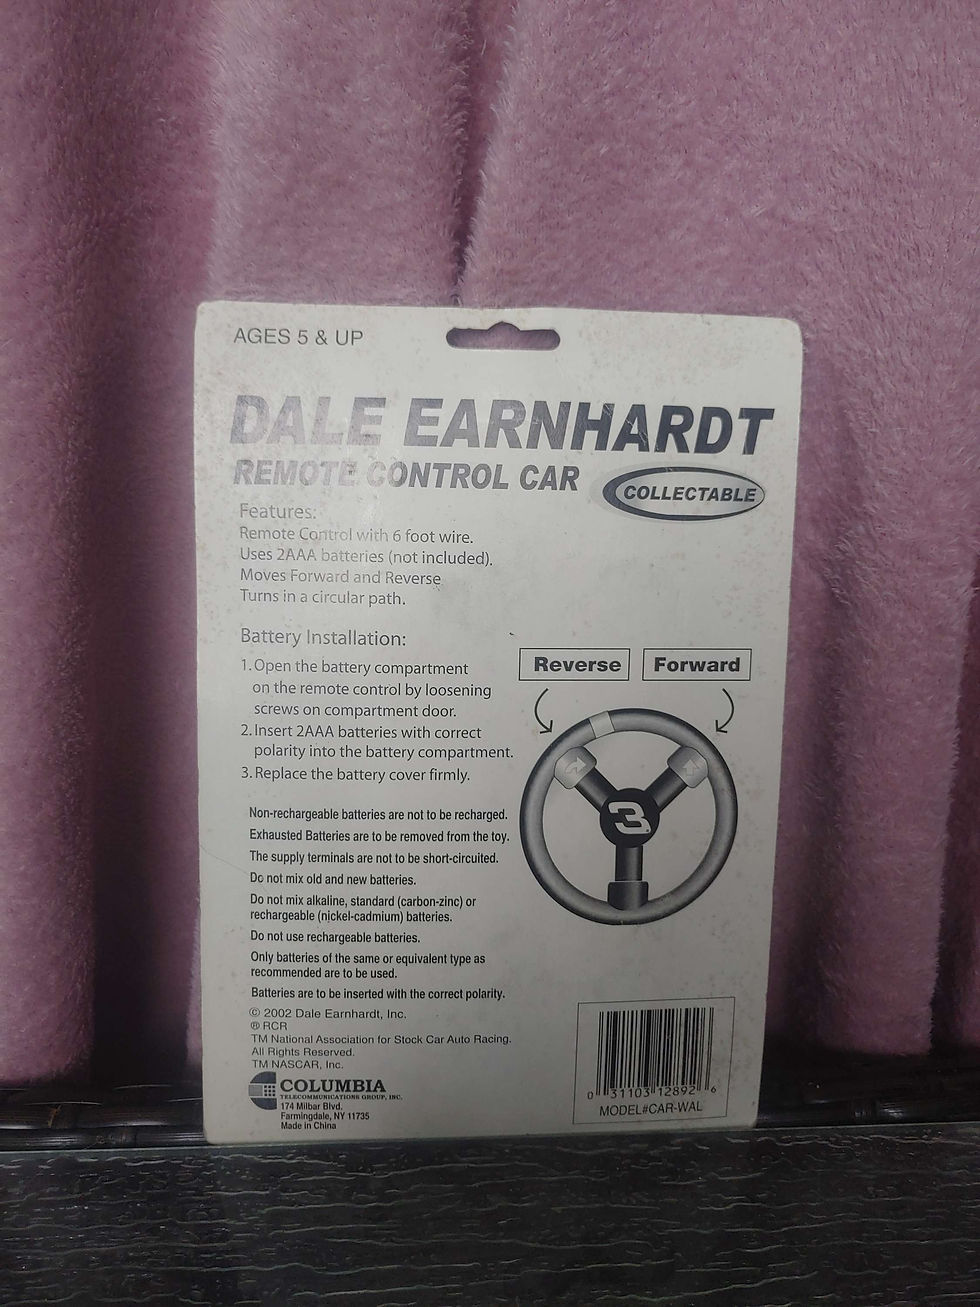 AGES 5 & UP
DALE EARNHARDT
REMOTE CONTROL CAR
COLLECTABLE
Features:
Remote Control with 6 foot wire.
Uses 2AAA batteries (not included).
Moves Forward and Reverse
Turns in a circular path.
Battery Installation:
1. Open the battery compartment
on the remote control by loosening
screws on compartment door.
2. Insert 2AAA batteries with correct
polarity into the battery compartment.
3. Replace the battery cover firmly.
Reverse
Forward
3
Non-rechargeable batteries are not to be recharged.
Exhausted Batteries are to be removed from the toy.
The supply terminals are not to be short-circuited.
Do not mix old and new batteries.
Do not mix alkaline, standard (carbon-zinc) or
rechargeable (nickel-cadmium) batteries.
Do not use rechargeable batteries.
Only batteries of the same or equivalent type as
recommended are to be used.
Batteries are to be inserted with the correct polarity.
© 2002 Dale Earnhardt, Inc.
® RCR
TM National Association for Stock Car Auto Racing.
All Rights Reserved.
TM NASCAR, Inc.
COLUMBIA
TELECOMMUNICATIONS GROUP, INC.
174 Milbar Blvd.
Farmingdale, NY 11735
Made in China
0 31103 12892 6
MODEL#CAR-WAL